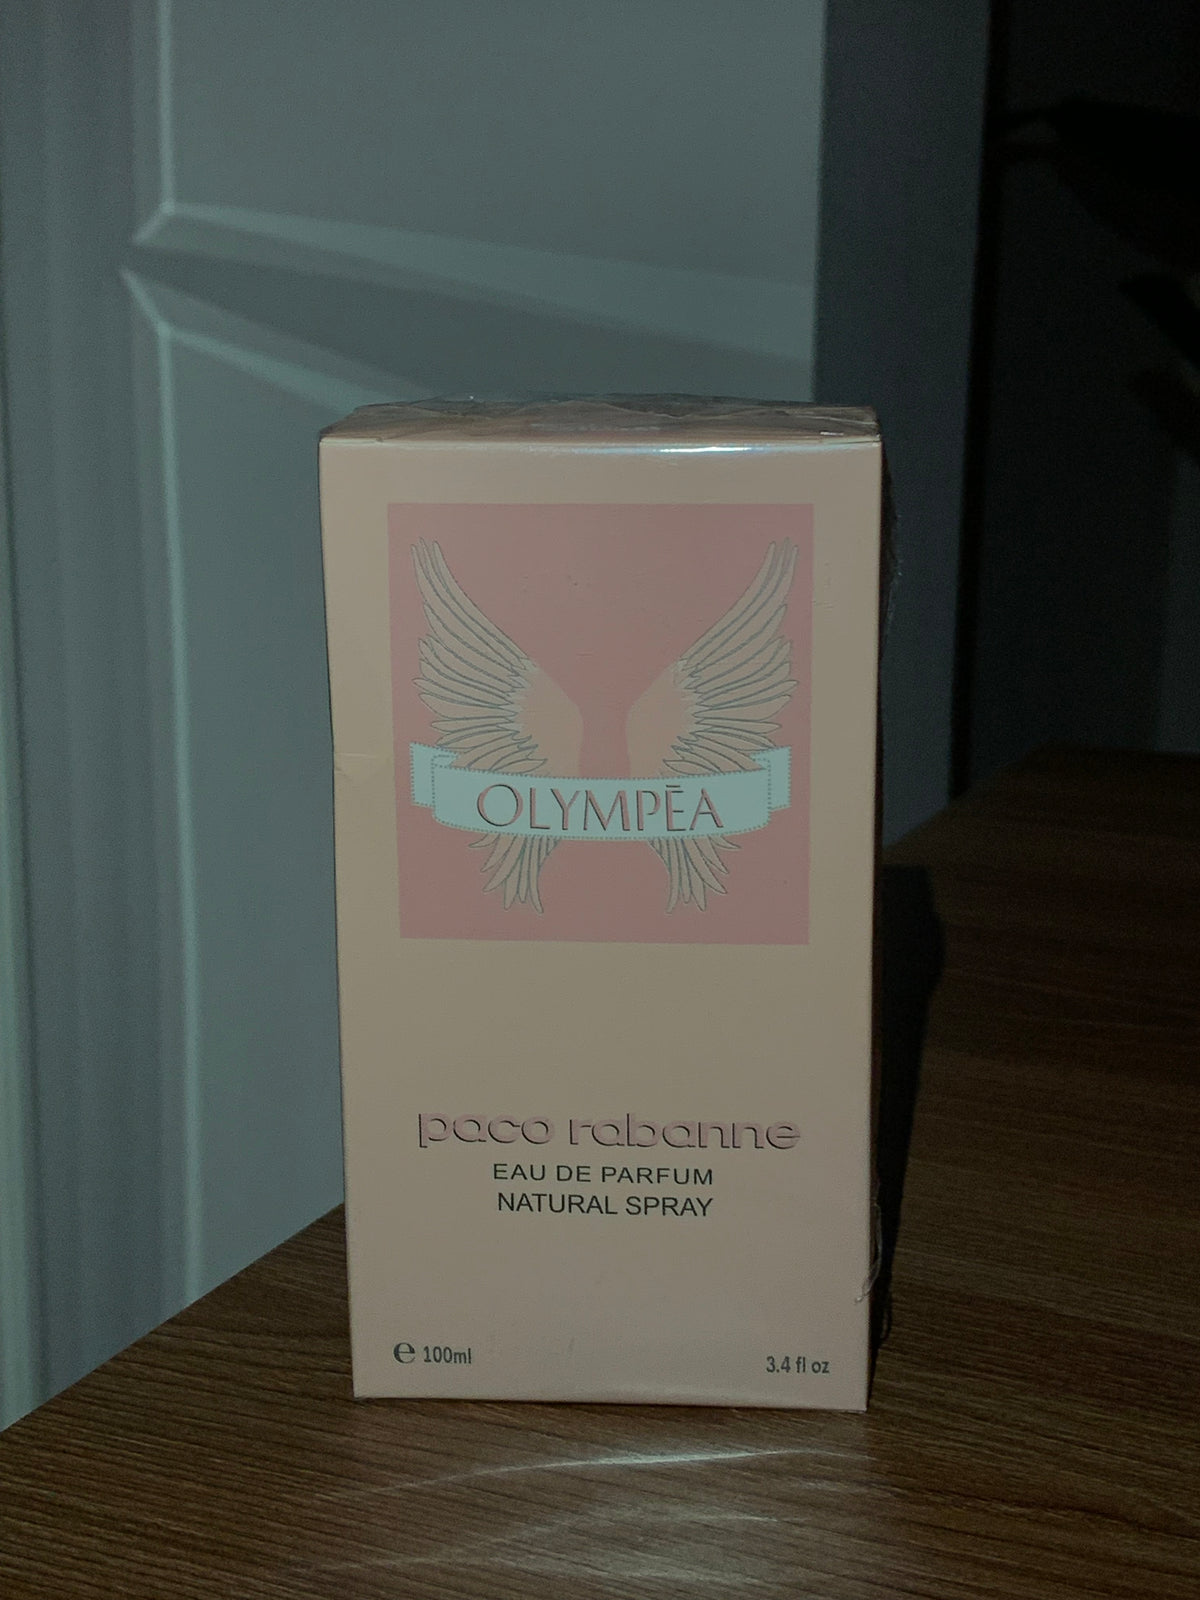 OLYMPĒA
paco rabanne
EAU DE PARFUM
NATURAL SPRAY
℮ 100ml
3.4 fl oz